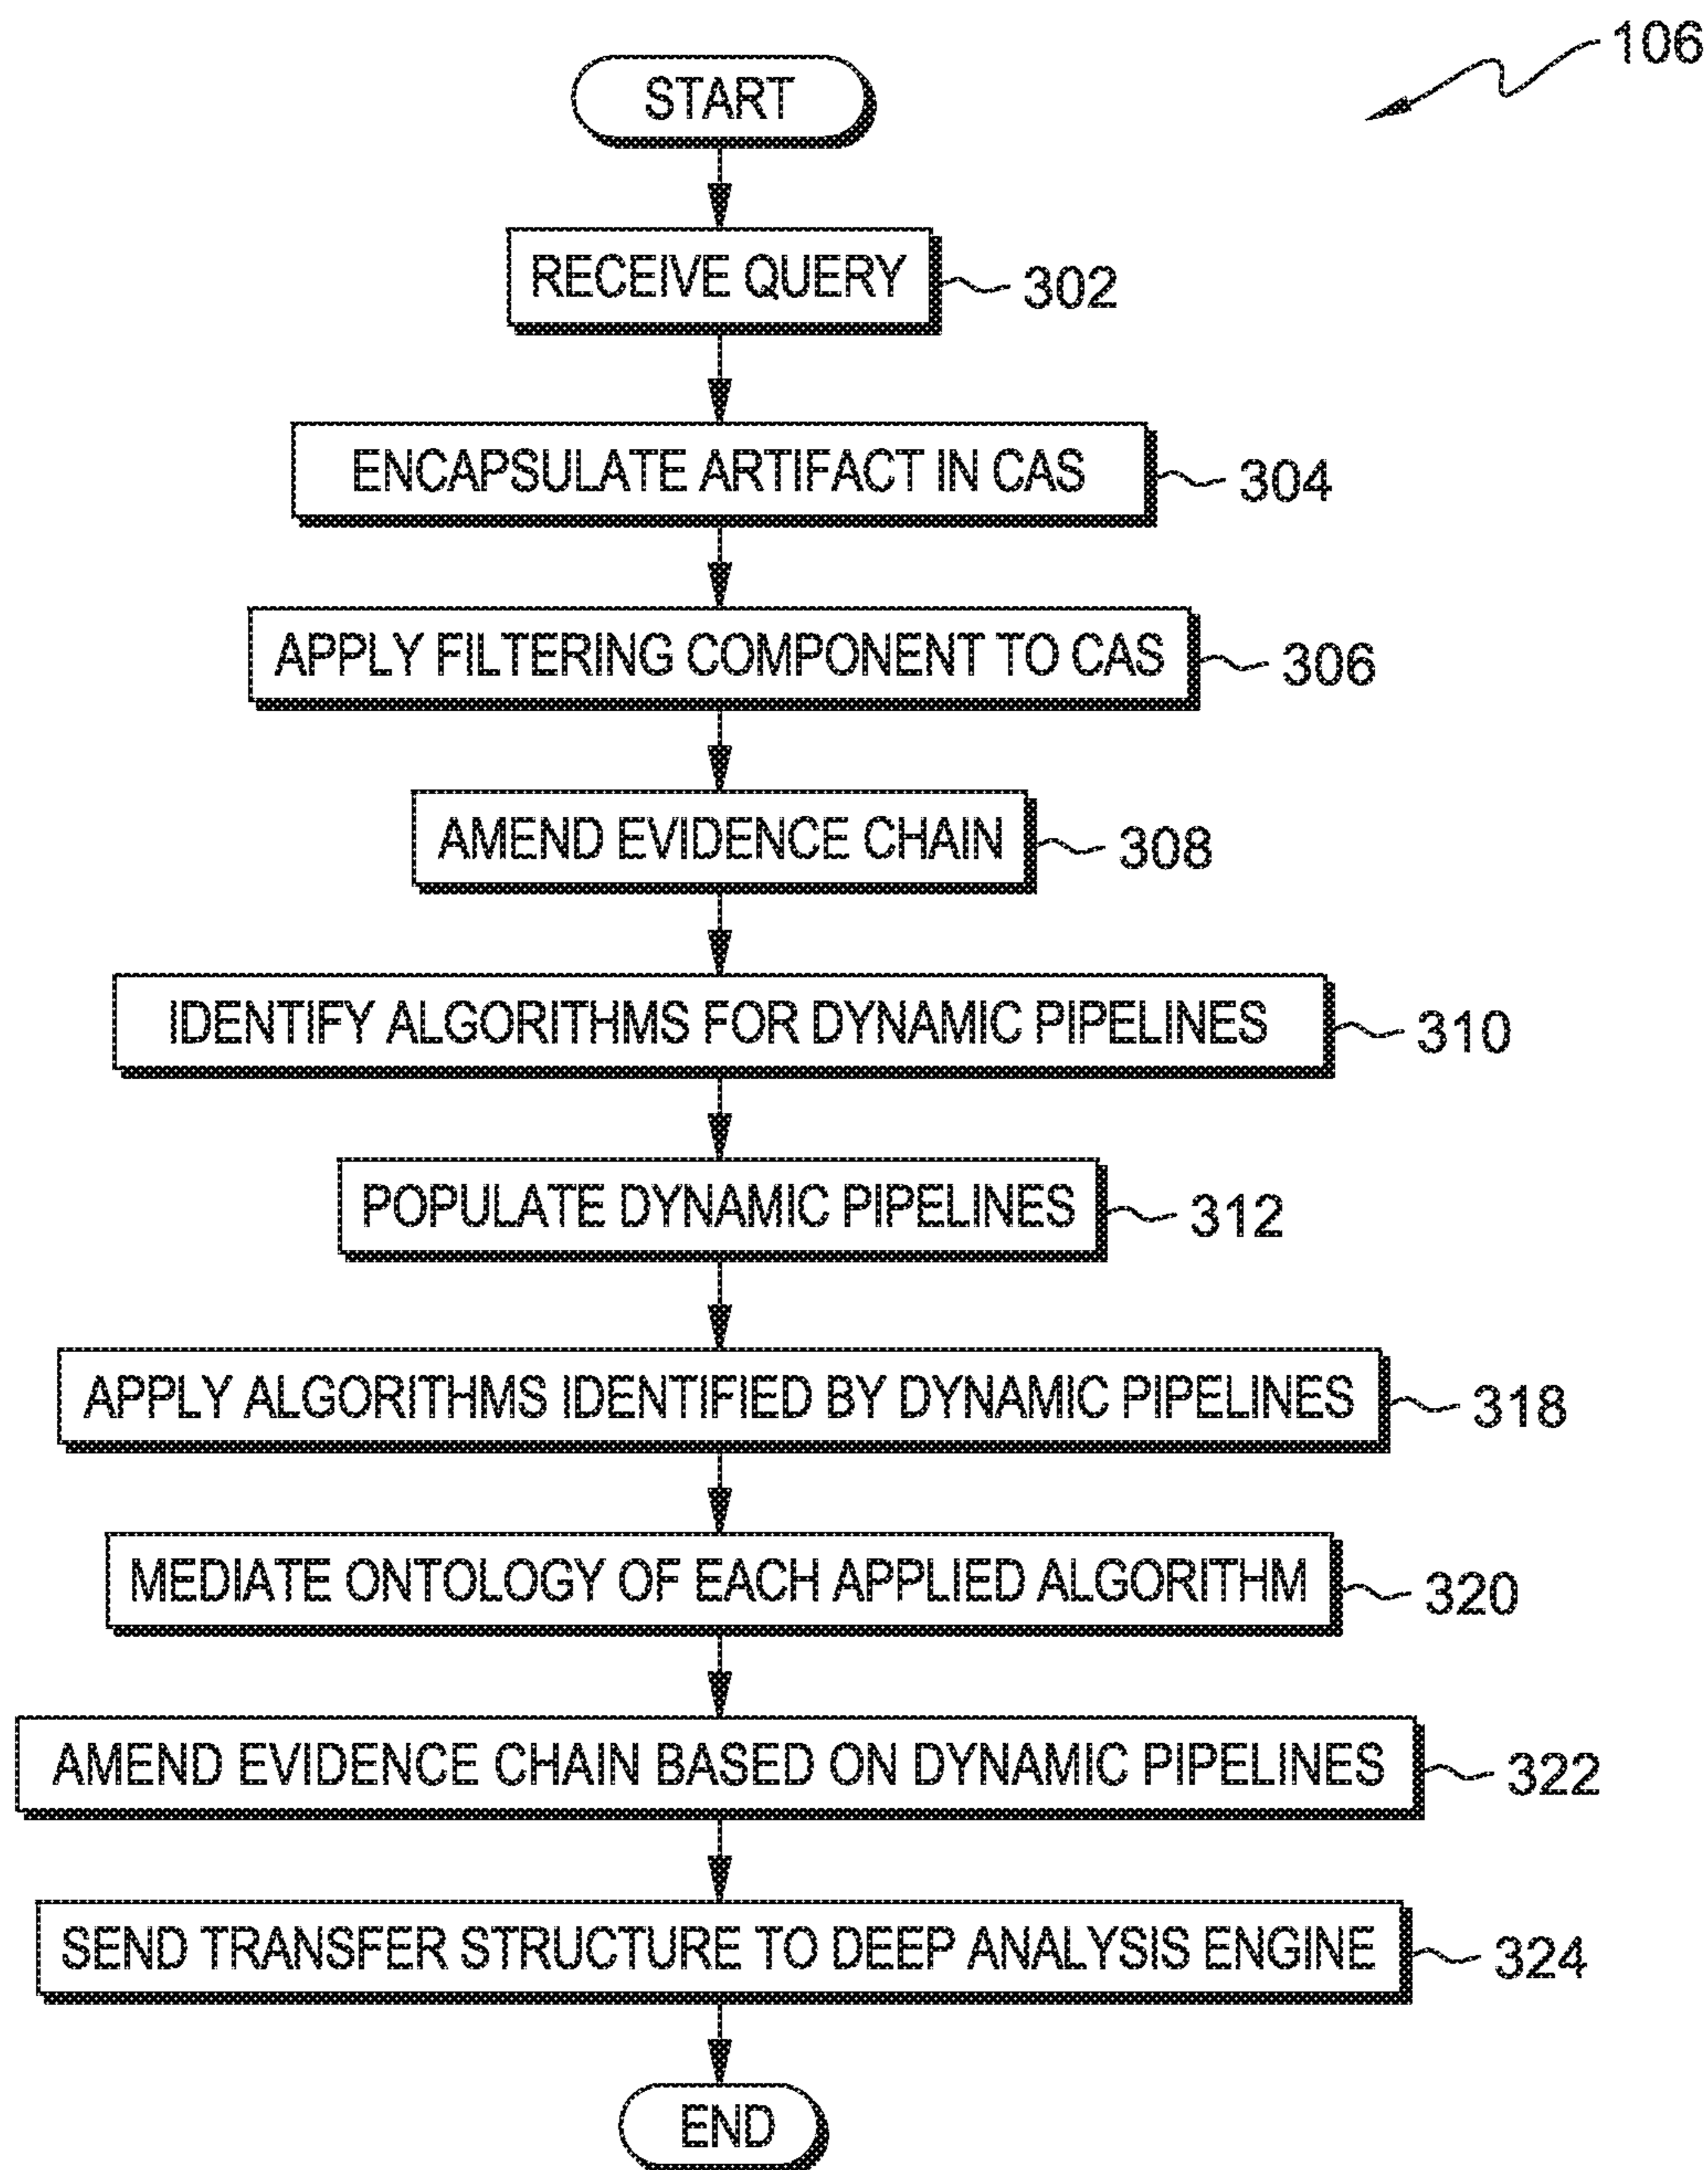 106
START
RECEIVE QUERY 302
ENCAPSULATE ARTIFACT IN CAS 304
APPLY FILTERING COMPONENT TO CAS 306
AMEND EVIDENCE CHAIN 308
IDENTIFY ALGORITHMS FOR DYNAMIC PIPELINES 310
POPULATE DYNAMIC PIPELINES 312
APPLY ALGORITHMS IDENTIFIED BY DYNAMIC PIPELINES 318
MEDIATE ONTOLOGY OF EACH APPLIED ALGORITHM 320
AMEND EVIDENCE CHAIN BASED ON DYNAMIC PIPELINES 322
SEND TRANSFER STRUCTURE TO DEEP ANALYSIS ENGINE 324
END